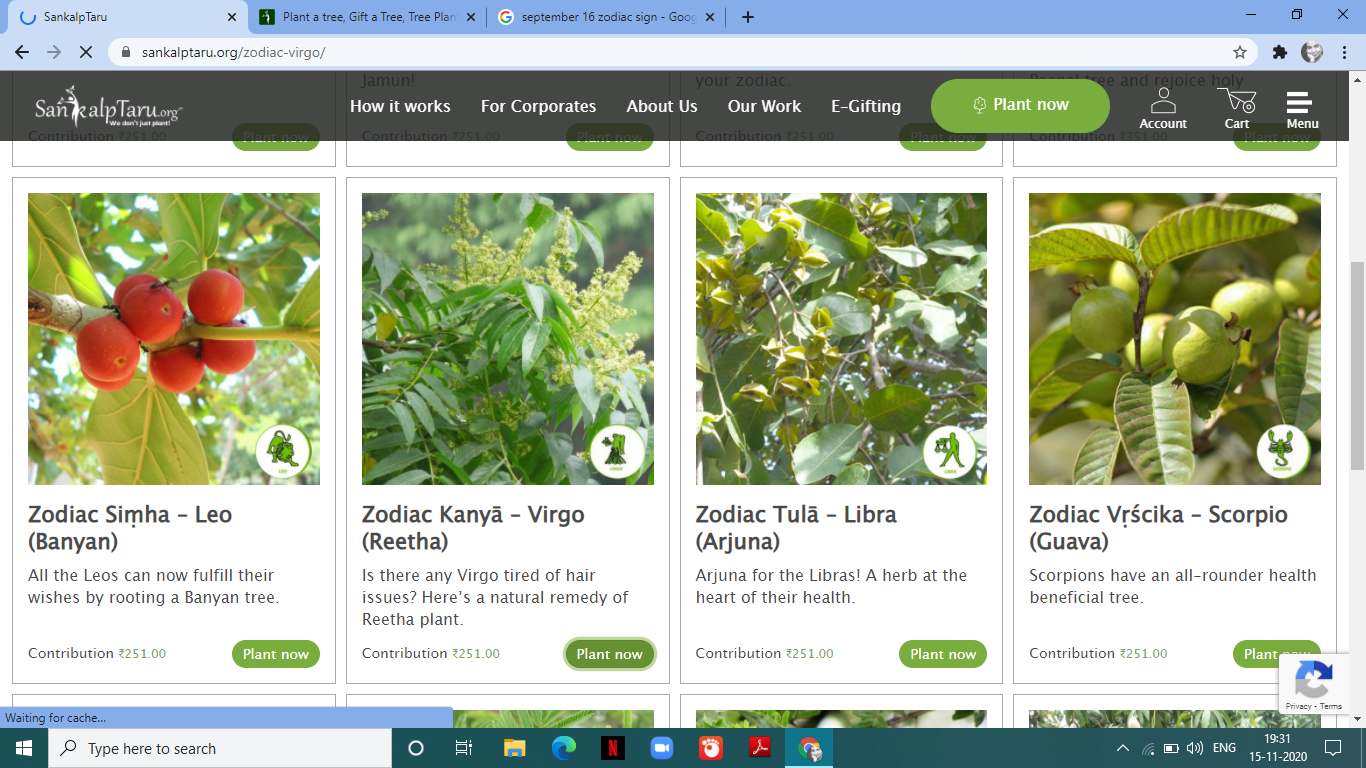 SankalpTaru
Plant a tree, Gift a Tree, Tree Plan
september 16 zodiac sign - Goog
sankalptaru.org/zodiac-virgo/
Jamun!
your zodiac.
Peepal tree and rejoice holy
SankalpTaru.org
We don't just plant!
How it works
For Corporates
About Us
Our Work
E-Gifting
Plant now
Account
Cart
Menu
Contribution ₹251.00 Plant now
Contribution ₹251.00 Plant now
Contribution ₹251.00 Plant now
Contribution ₹351.00 Plant now
LEO
VIRGO
LIBRA
SCORPIO
Zodiac Siṃha – Leo
(Banyan)
All the Leos can now fulfill their
wishes by rooting a Banyan tree.
Contribution ₹251.00 Plant now
Zodiac Kanyā – Virgo
(Reetha)
Is there any Virgo tired of hair
issues? Here's a natural remedy of
Reetha plant.
Contribution ₹251.00 Plant now
Zodiac Tulā – Libra
(Arjuna)
Arjuna for the Libras! A herb at the
heart of their health.
Contribution ₹251.00 Plant now
Zodiac Vṛścika – Scorpio
(Guava)
Scorpions have an all-rounder health
beneficial tree.
Contribution ₹251.00 Plant now
Privacy - Terms
Waiting for cache...
Type here to search
ENG
19:31
15-11-2020